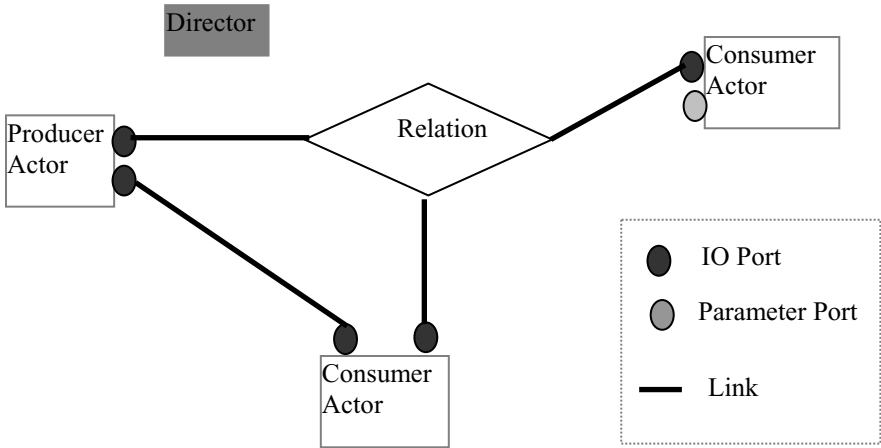 Director
Consumer
Actor
Relation
Producer
Actor
IO Port
Parameter Port
Consumer
Actor
Link